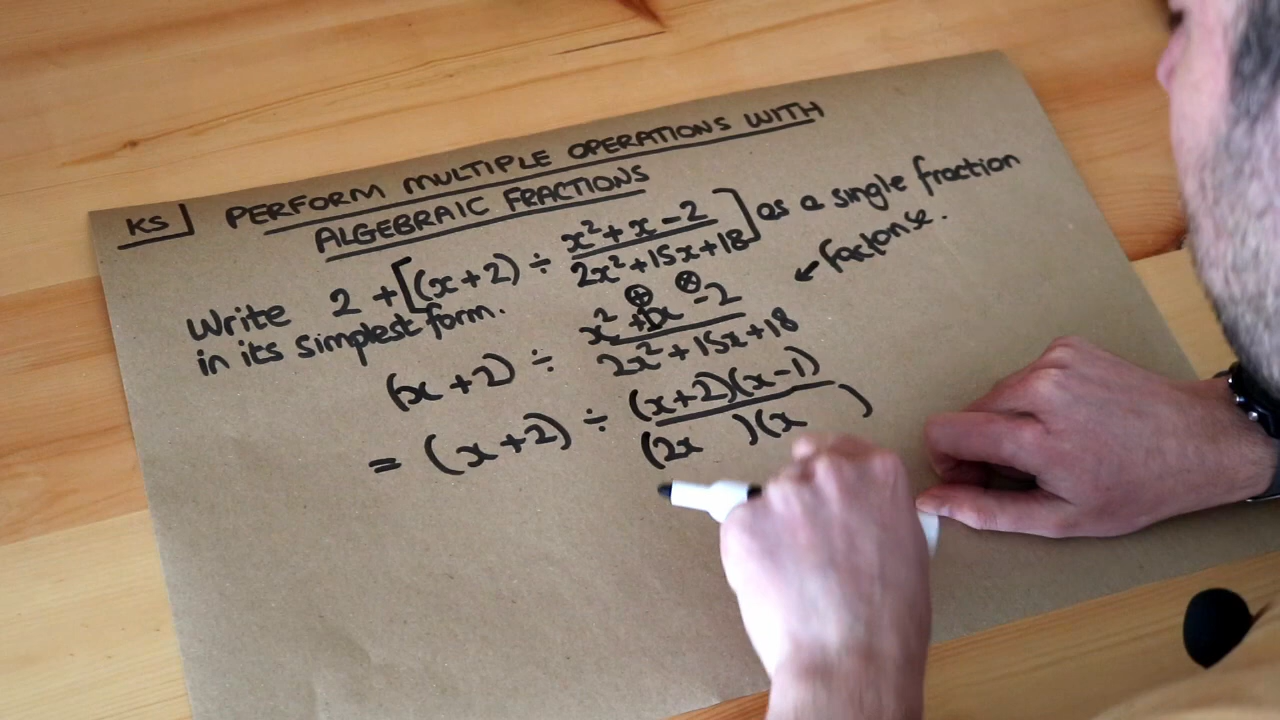 KS
PERFORM MULTIPLE OPERATIONS WITH
ALGEBRAIC FRACTIONS
Write 2 + [(x+2) ÷ (x²+x-2)/(2x²+15x+18)] as a single fraction
in its simplest form.
(x+2) ÷ (x²+1x-2)/(2x²+15x+18) ← factorise.
⊕ ⊗
= (x+2) ÷ (x+2)(x-1)/(2x )(x )